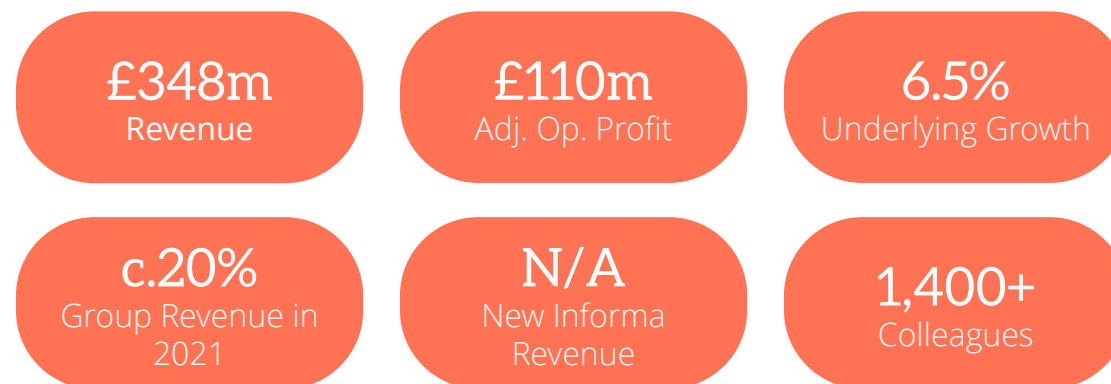 £348m
Revenue
£110m
Adj. Op. Profit
6.5%
Underlying Growth
c.20%
Group Revenue in
2021
N/A
New Informa
Revenue
1,400+
Colleagues